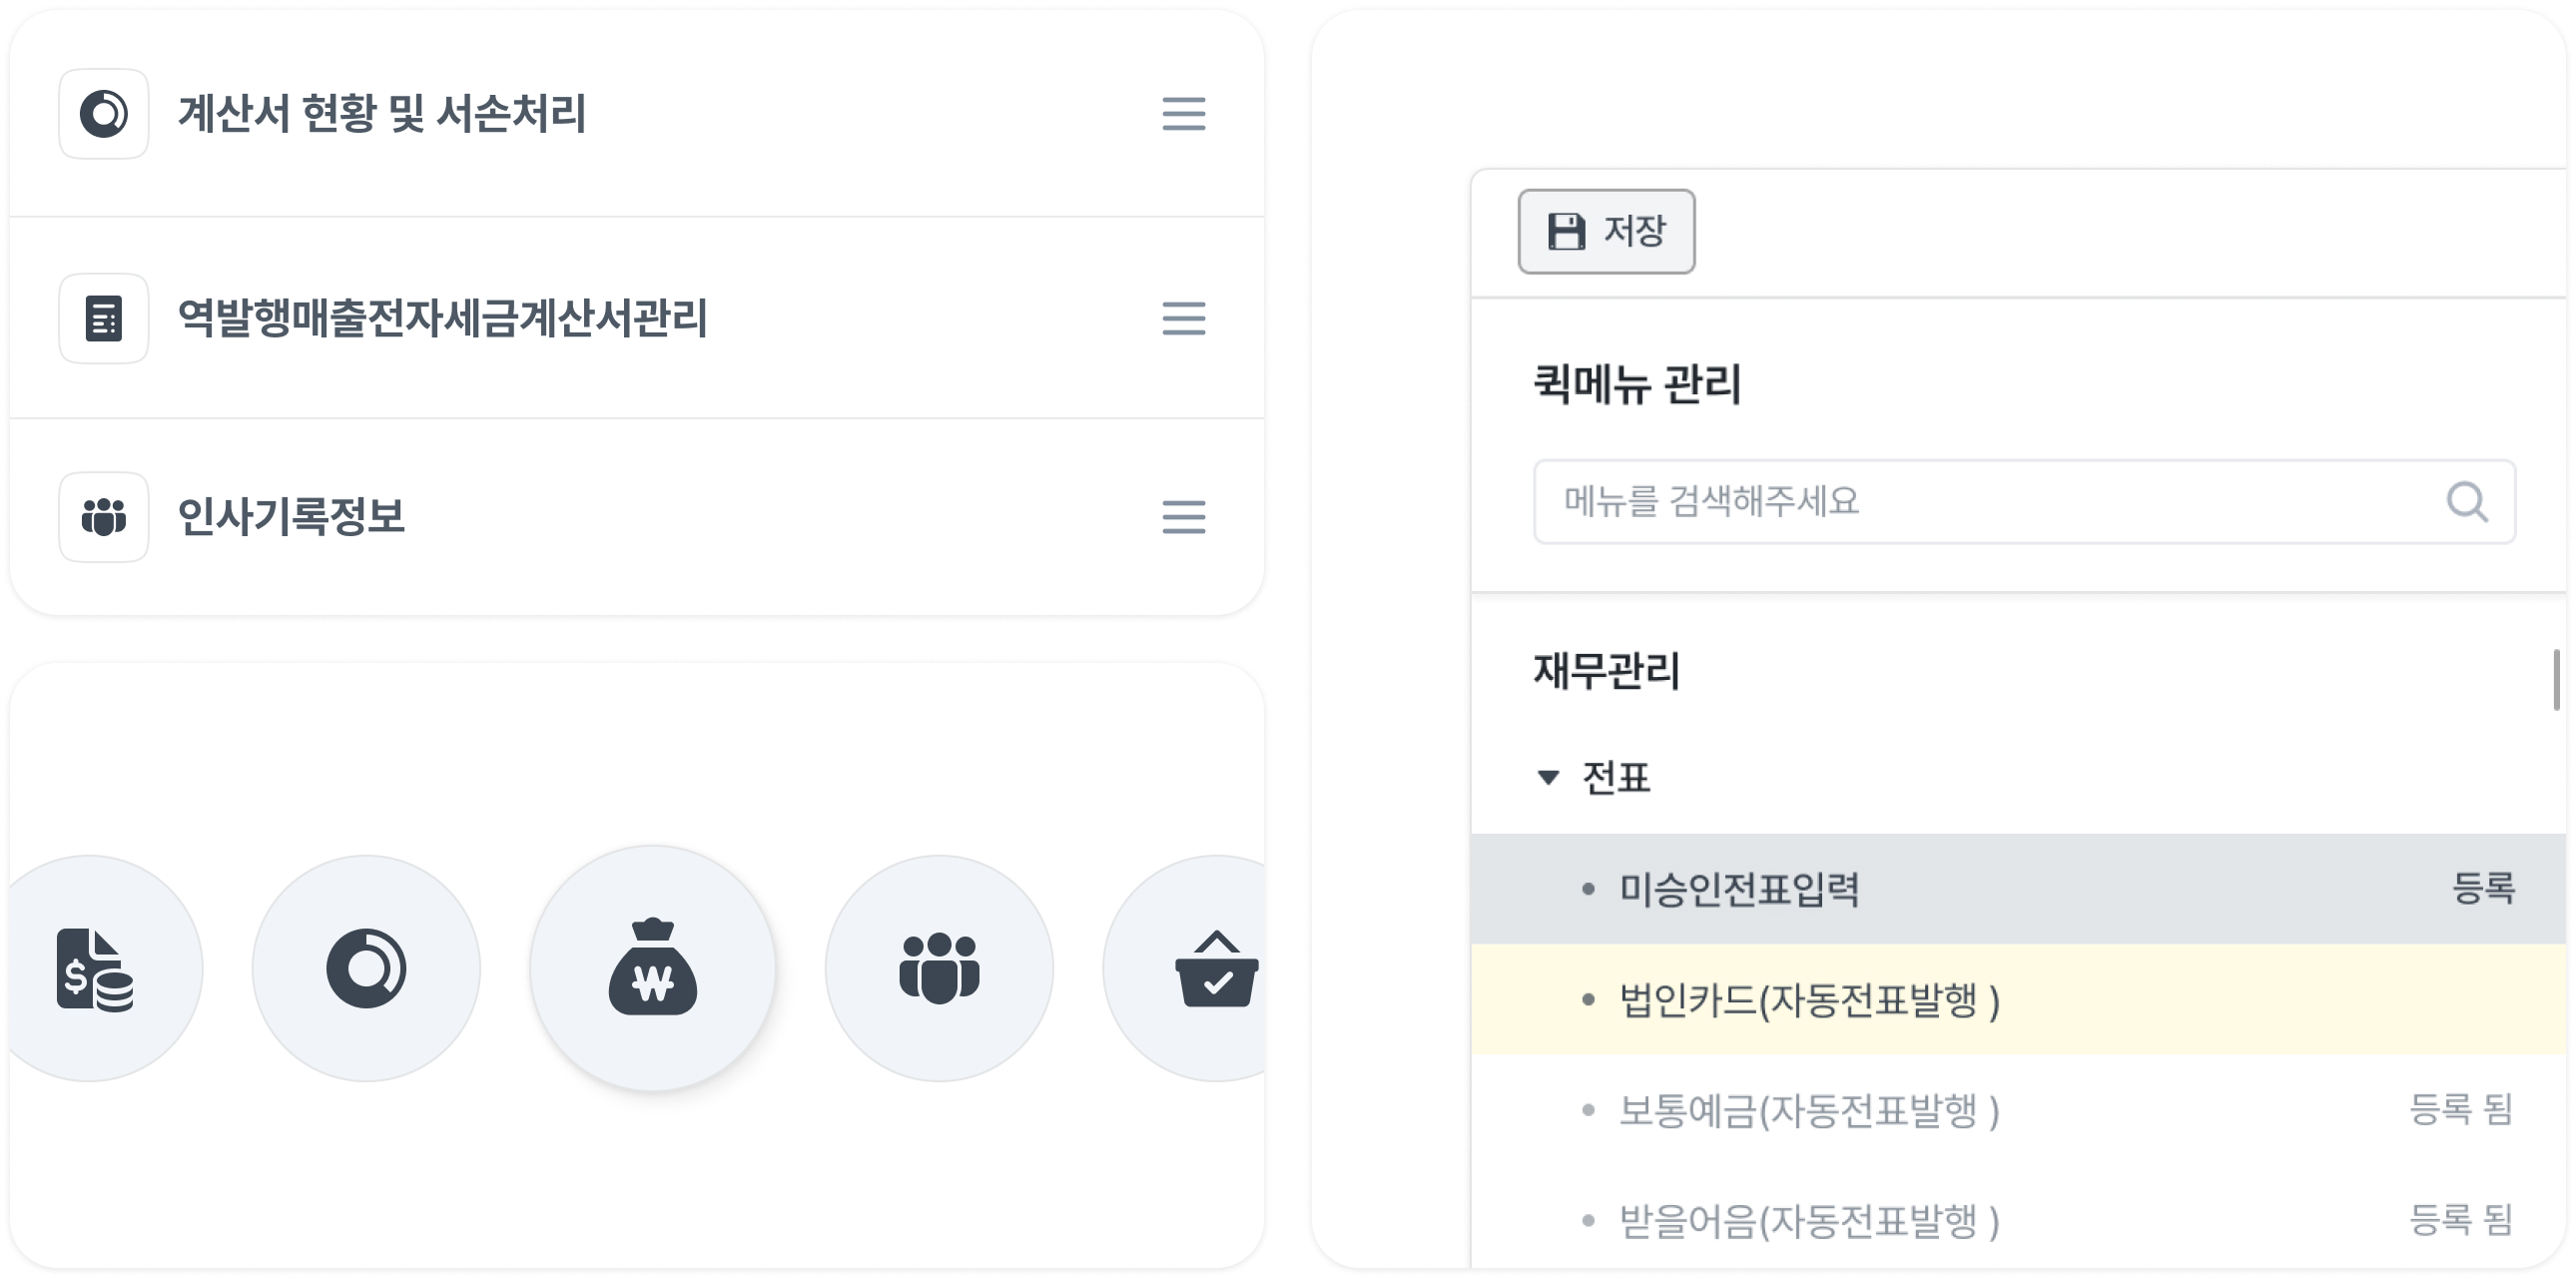 계산서 현황 및 서손처리
역발행매출전자세금계산서관리
인사기록정보
저장
퀵메뉴 관리
메뉴를 검색해주세요
재무관리
전표
미승인전표입력 등록
법인카드(자동전표발행 )
보통예금(자동전표발행 ) 등록 됨
받을어음(자동전표발행 ) 등록 됨